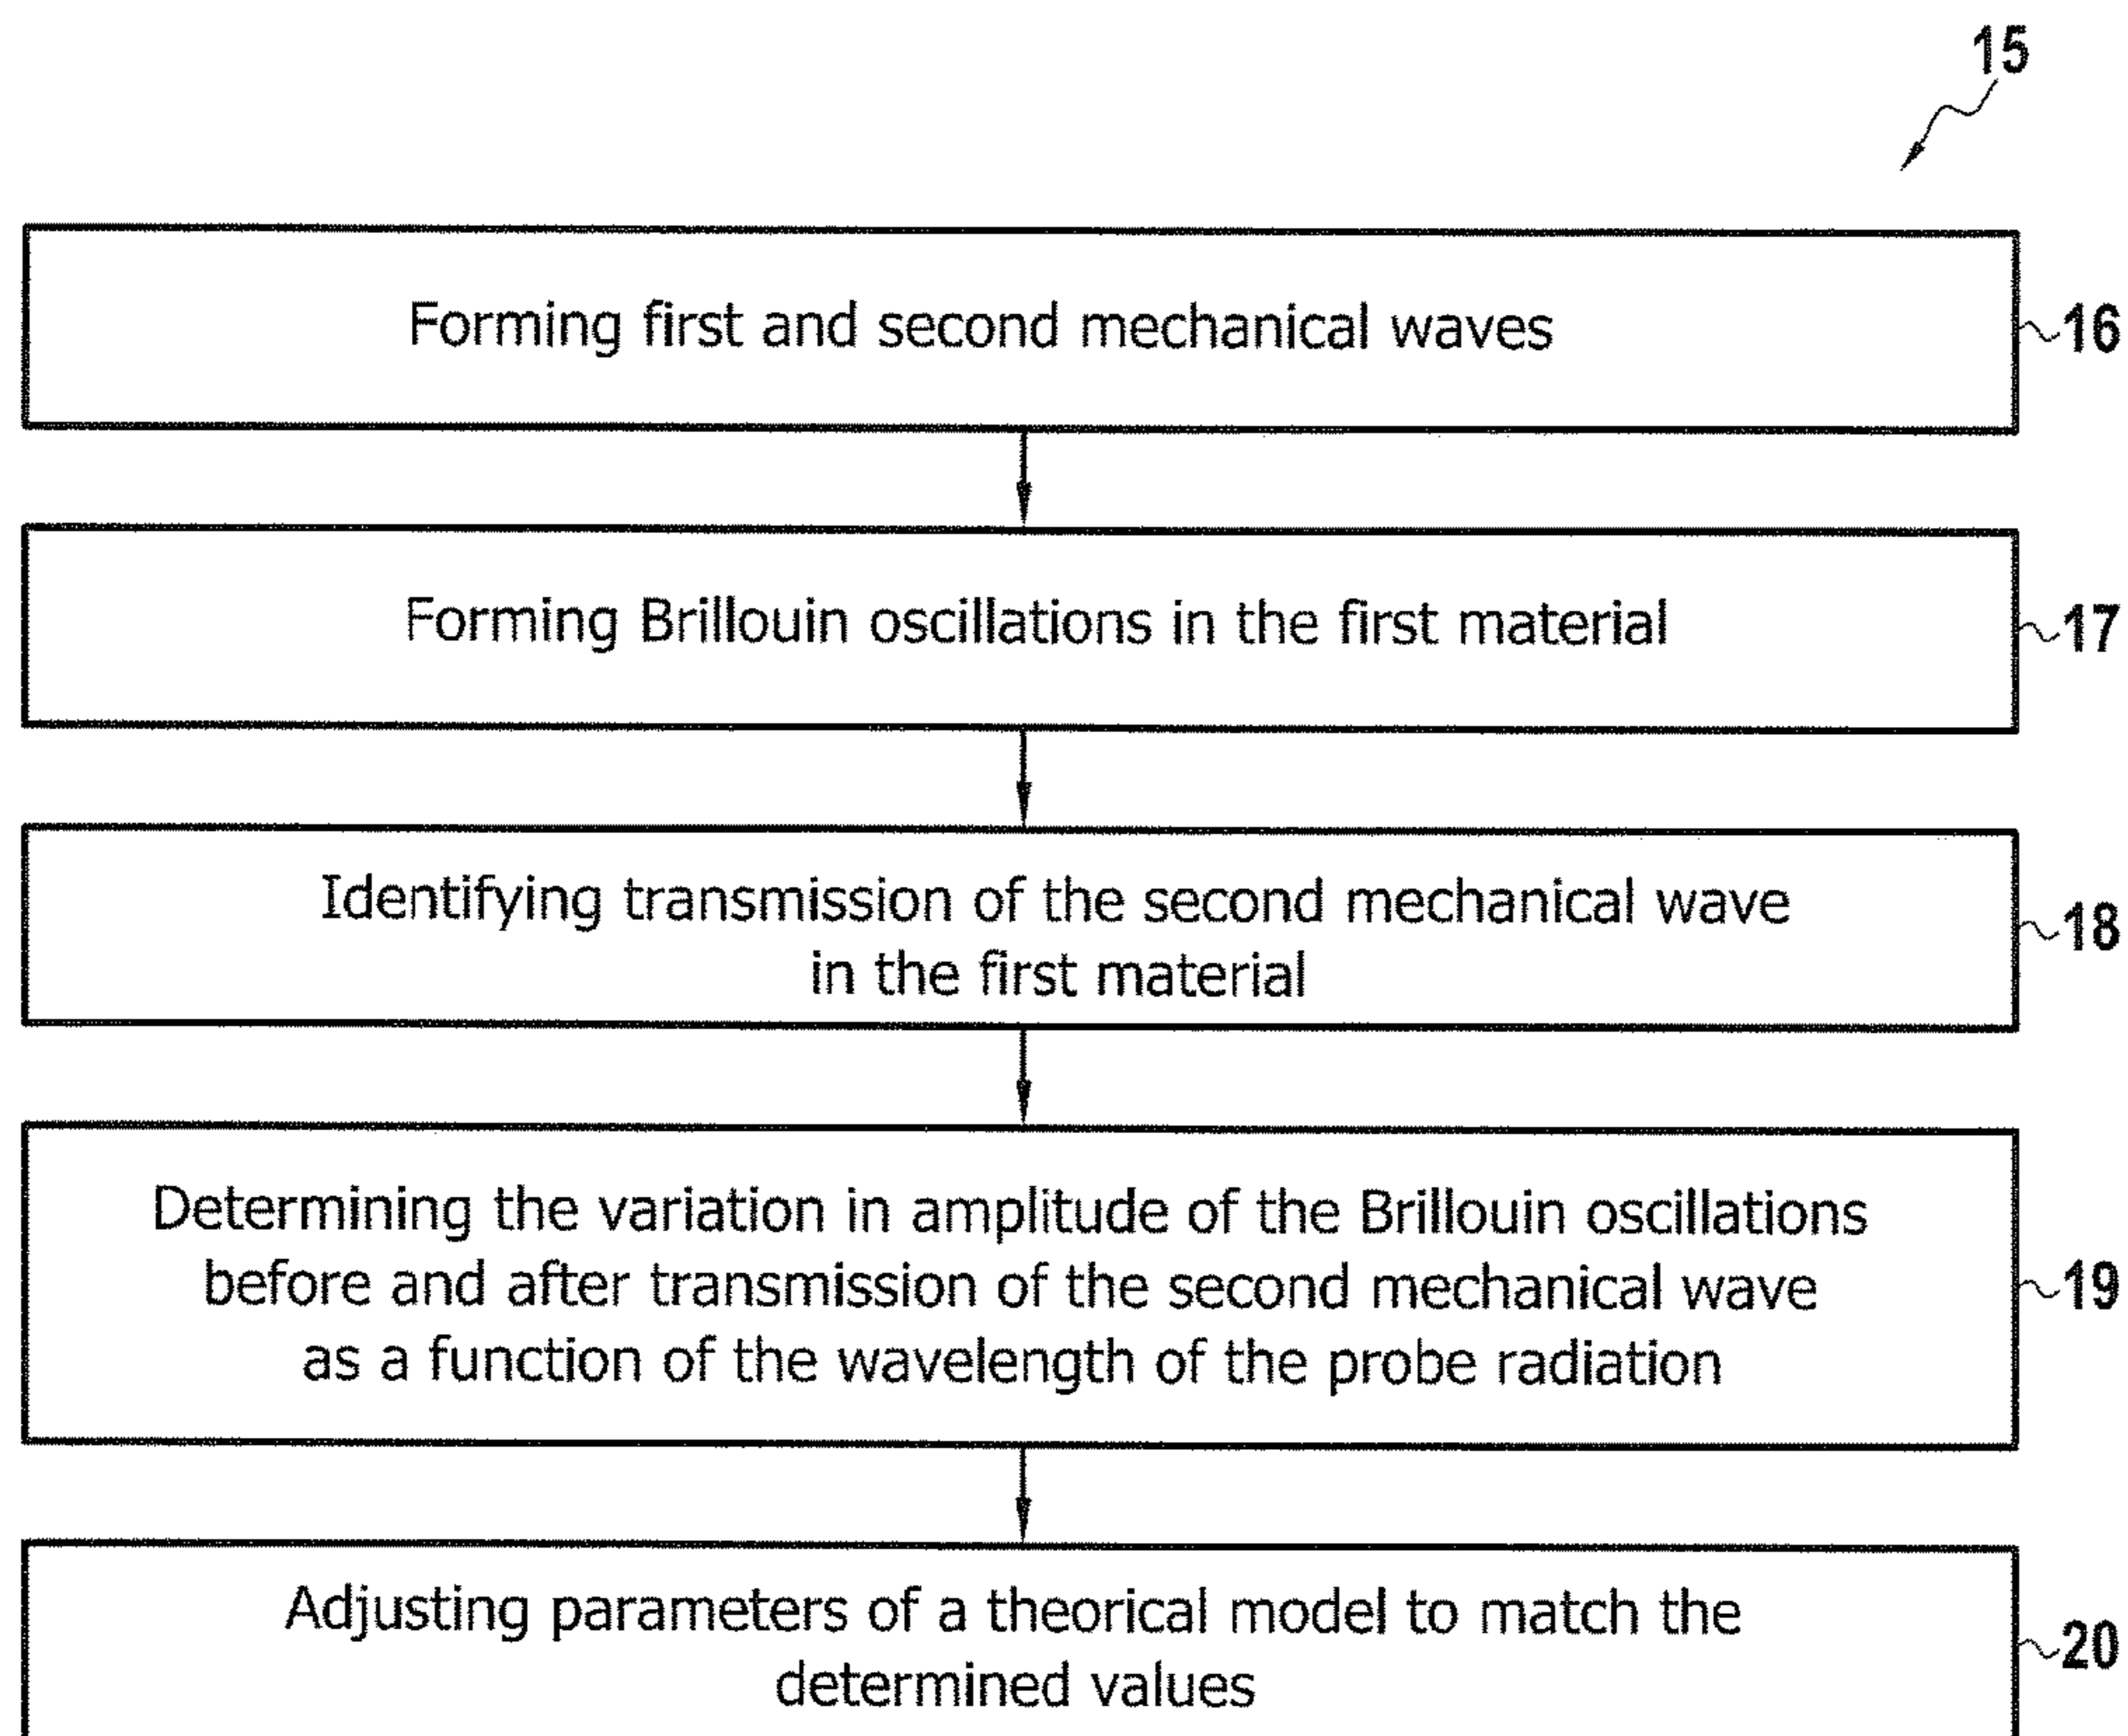 15
Forming first and second mechanical waves
16
Forming Brillouin oscillations in the first material
17
Identifying transmission of the second mechanical wave
in the first material
18
Determining the variation in amplitude of the Brillouin oscillations
before and after transmission of the second mechanical wave
as a function of the wavelength of the probe radiation
19
Adjusting parameters of a theorical model to match the
determined values
20